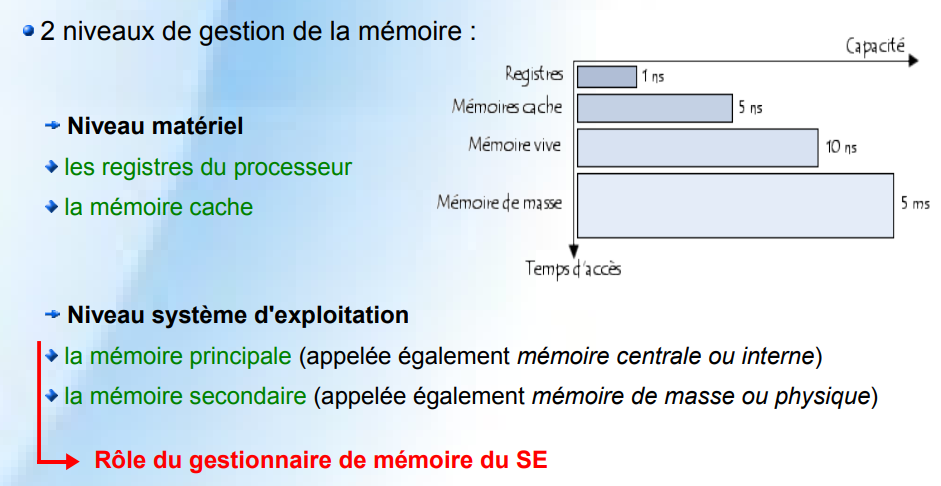 2 niveaux de gestion de la mémoire :
Capacité
Registres
1 ns
Mémoires cache
5 ns
Mémoire vive
10 ns
Mémoire de masse
5 ms
Temps d'accès
Niveau matériel
les registres du processeur
la mémoire cache
Niveau système d'exploitation
la mémoire principale (appelée également mémoire centrale ou interne)
la mémoire secondaire (appelée également mémoire de masse ou physique)
Rôle du gestionnaire de mémoire du SE